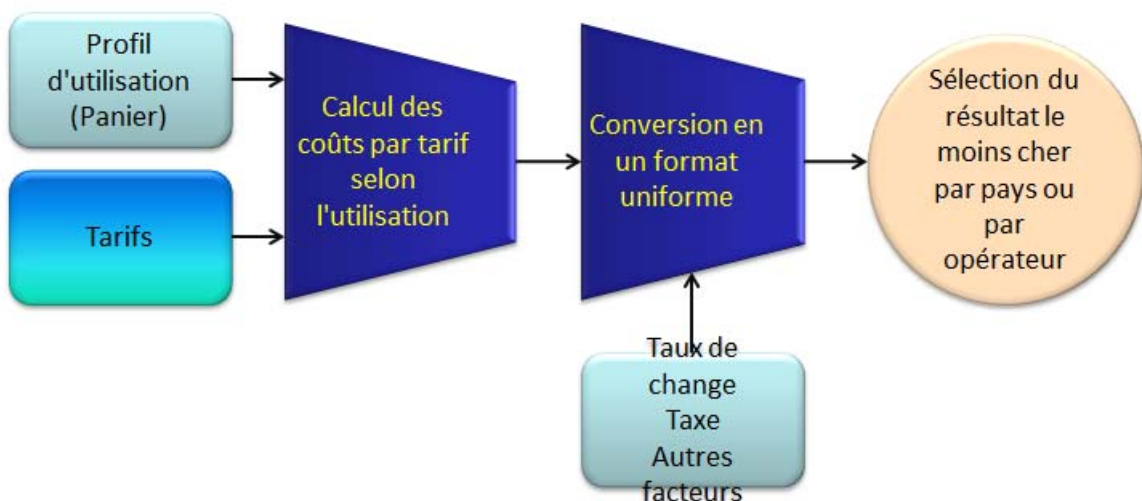 Profil
d'utilisation
(Panier)
Tarifs
Calcul des
coûts par tarif
selon
l'utilisation
Conversion en
un format
uniforme
Taux de
change
Taxe
Autres
facteurs
Sélection du
résultat le
moins cher
par pays ou
par
opérateur